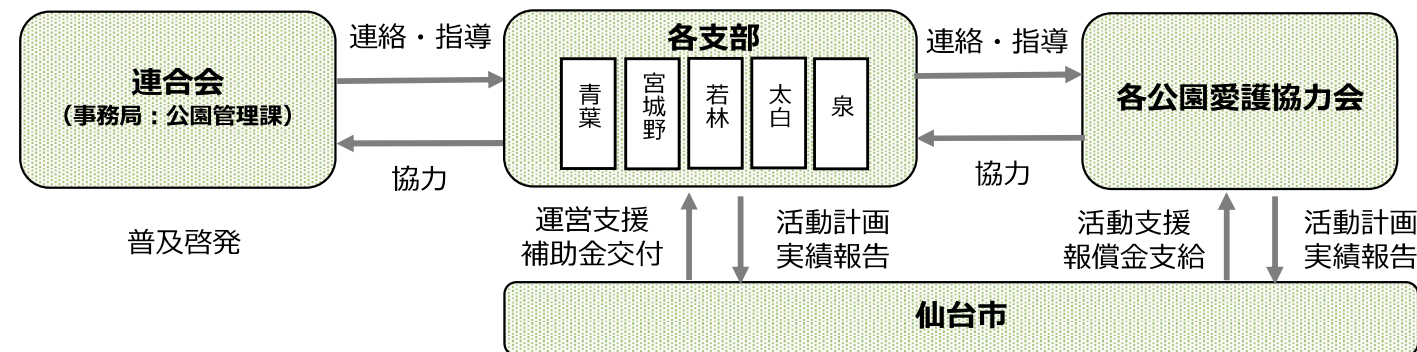 連合会
（事務局：公園管理課）
普及啓発
連絡・指導
協力
各支部
青葉
宮城野
若林
太白
泉
連絡・指導
協力
各公園愛護協力会
運営支援
補助金交付
活動計画
実績報告
活動支援
報償金支給
活動計画
実績報告
仙台市